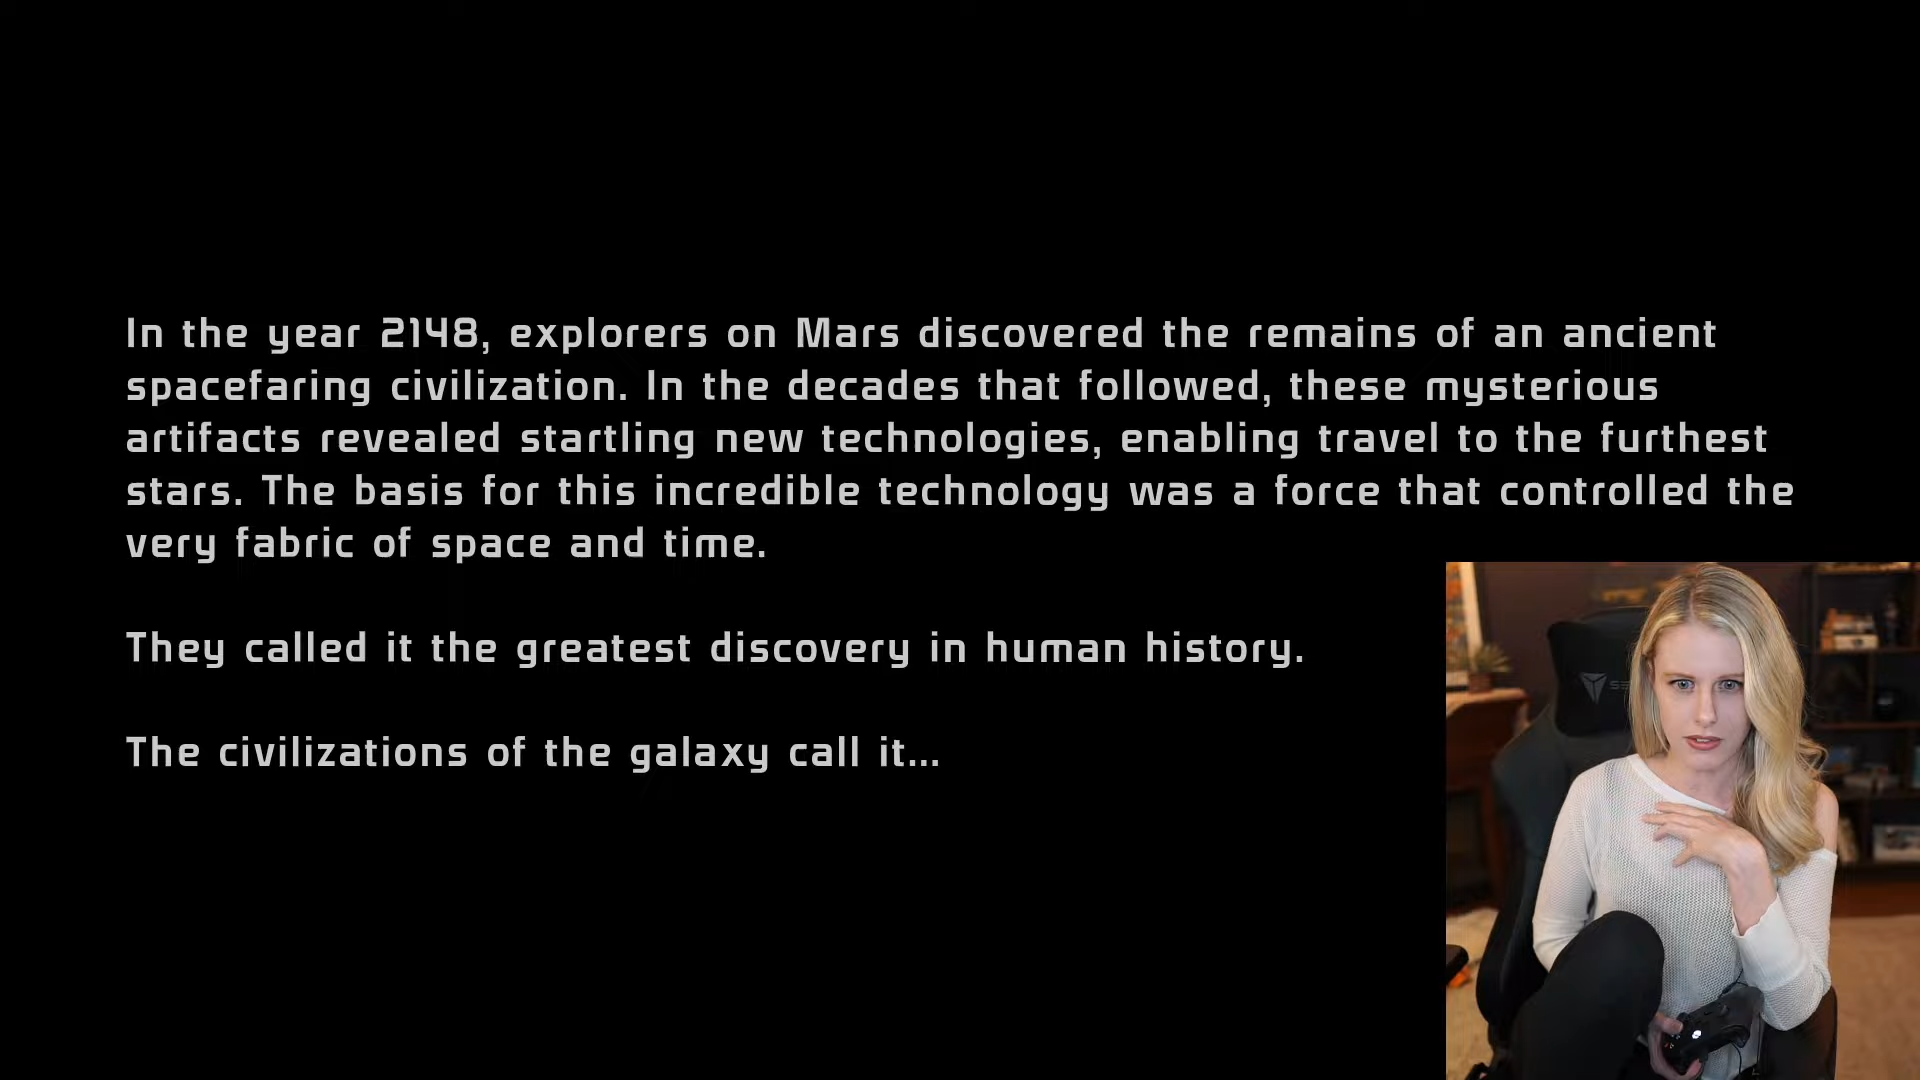 In the year 2148, explorers on Mars discovered the remains of an ancient
spacefaring civilization. In the decades that followed, these mysterious
artifacts revealed startling new technologies, enabling travel to the furthest
stars. The basis for this incredible technology was a force that controlled the
very fabric of space and time.
They called it the greatest discovery in human history.
The civilizations of the galaxy call it...